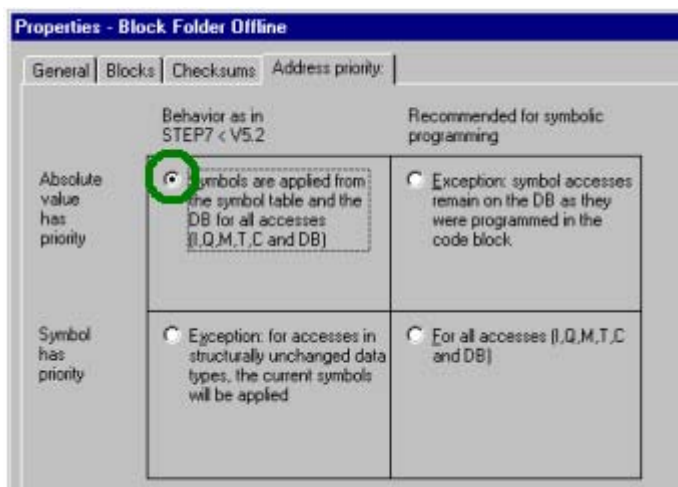 Properties - Block Folder Offline
General Blocks Checksums Address priority:
Behavior as in
STEP7 < V5.2
Recommended for symbolic
programming
Absolute
value
has
priority
Symbols are applied from
the symbol table and the
DB for all accesses
(I,Q,M,T,C and DB)
Exception: symbol accesses
remain on the DB as they
were programmed in the
code block
Symbol
has
priority
Exception: for accesses in
structurally unchanged data
types, the current symbols
will be applied
For all accesses (I,Q,M,T,C
and DB)